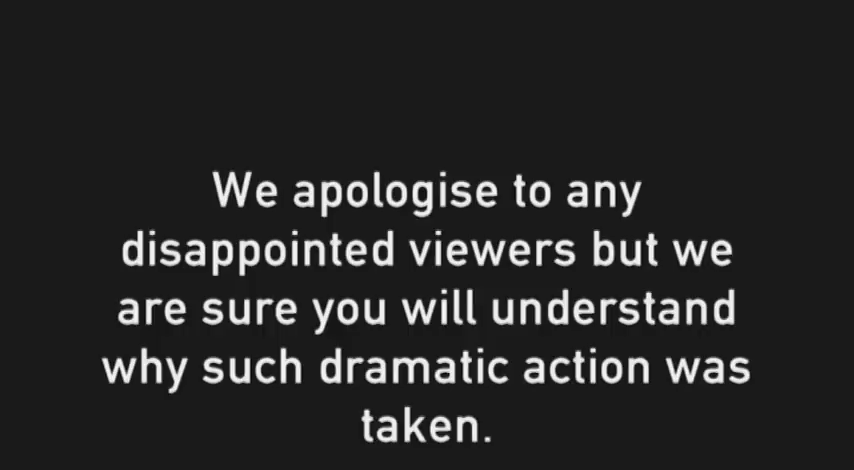 We apologise to any
disappointed viewers but we
are sure you will understand
why such dramatic action was
taken.